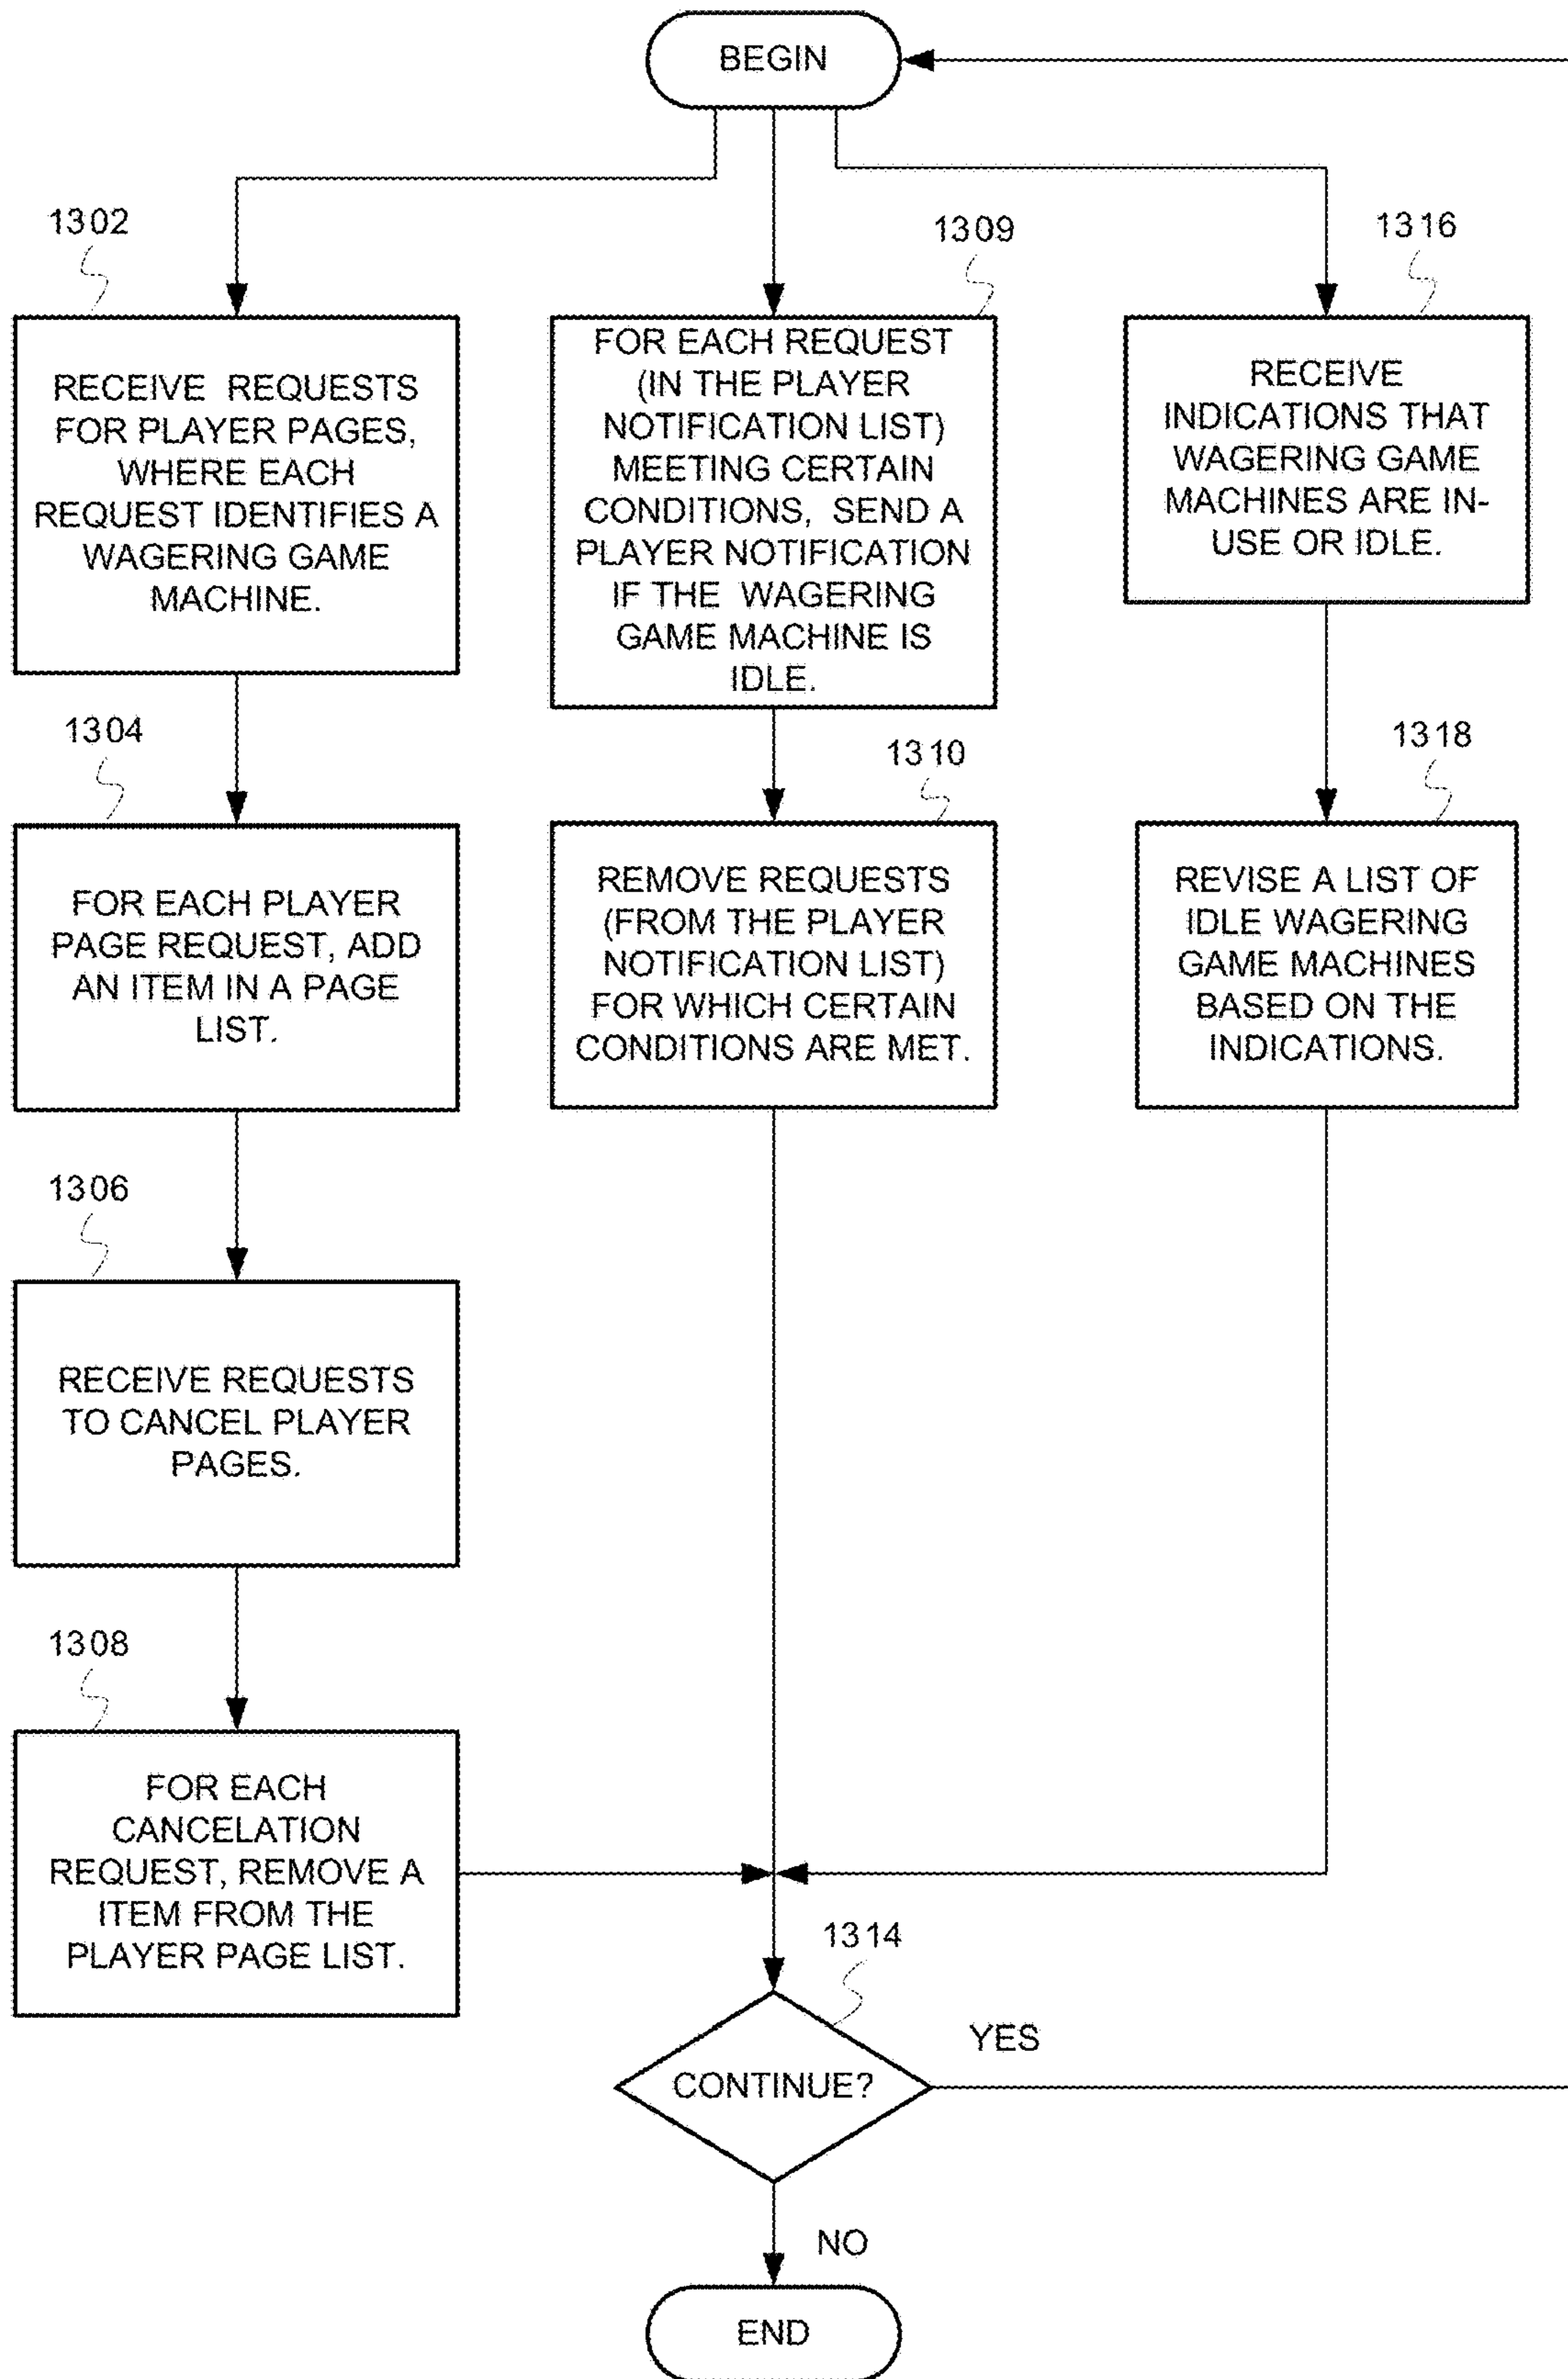 BEGIN
1302
RECEIVE REQUESTS
FOR PLAYER PAGES,
WHERE EACH
REQUEST IDENTIFIES A
WAGERING GAME
MACHINE.
1304
FOR EACH PLAYER
PAGE REQUEST, ADD
AN ITEM IN A PAGE
LIST.
1306
RECEIVE REQUESTS
TO CANCEL PLAYER
PAGES.
1308
FOR EACH
CANCELATION
REQUEST, REMOVE A
ITEM FROM THE
PLAYER PAGE LIST.
1309
FOR EACH REQUEST
(IN THE PLAYER
NOTIFICATION LIST)
MEETING CERTAIN
CONDITIONS, SEND A
PLAYER NOTIFICATION
IF THE WAGERING
GAME MACHINE IS
IDLE.
1310
REMOVE REQUESTS
(FROM THE PLAYER
NOTIFICATION LIST)
FOR WHICH CERTAIN
CONDITIONS ARE MET.
1316
RECEIVE
INDICATIONS THAT
WAGERING GAME
MACHINES ARE IN-
USE OR IDLE.
1318
REVISE A LIST OF
IDLE WAGERING
GAME MACHINES
BASED ON THE
INDICATIONS.
1314
CONTINUE?
YES
NO
END